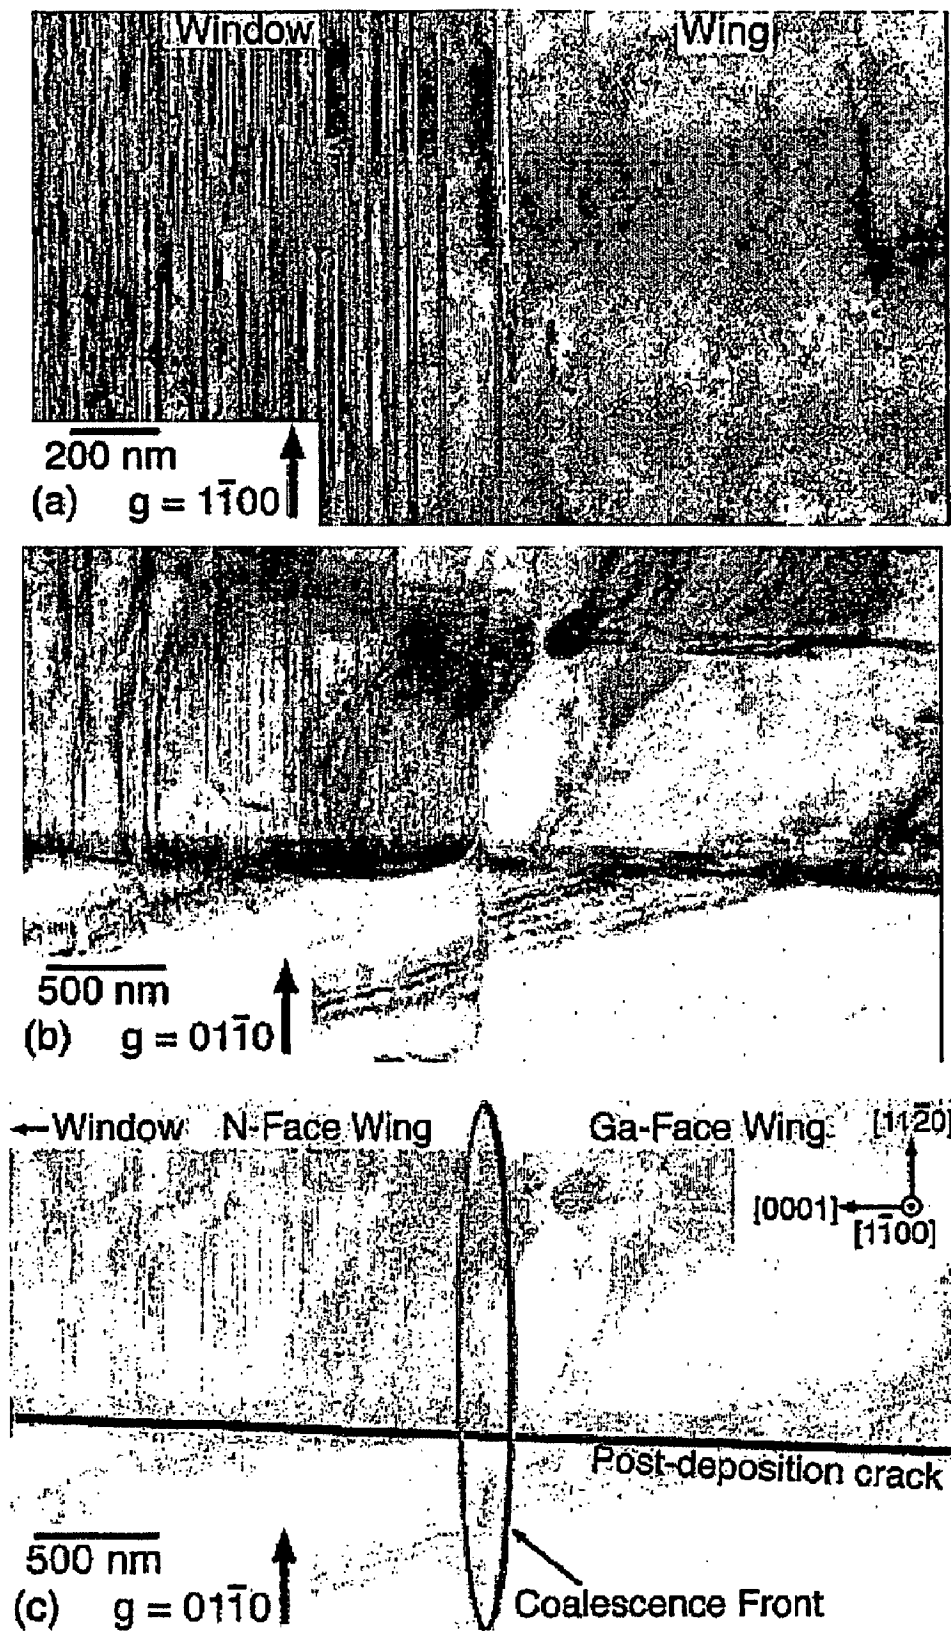 Window Wing
200 nm
(a) g = 11̅00
500 nm
(b) g = 011̅0
Window N-Face Wing Ga-Face Wing [112̅0]
[0001]
[11̅00]
Post-deposition crack
500 nm
(c) g = 011̅0
Coalescence Front